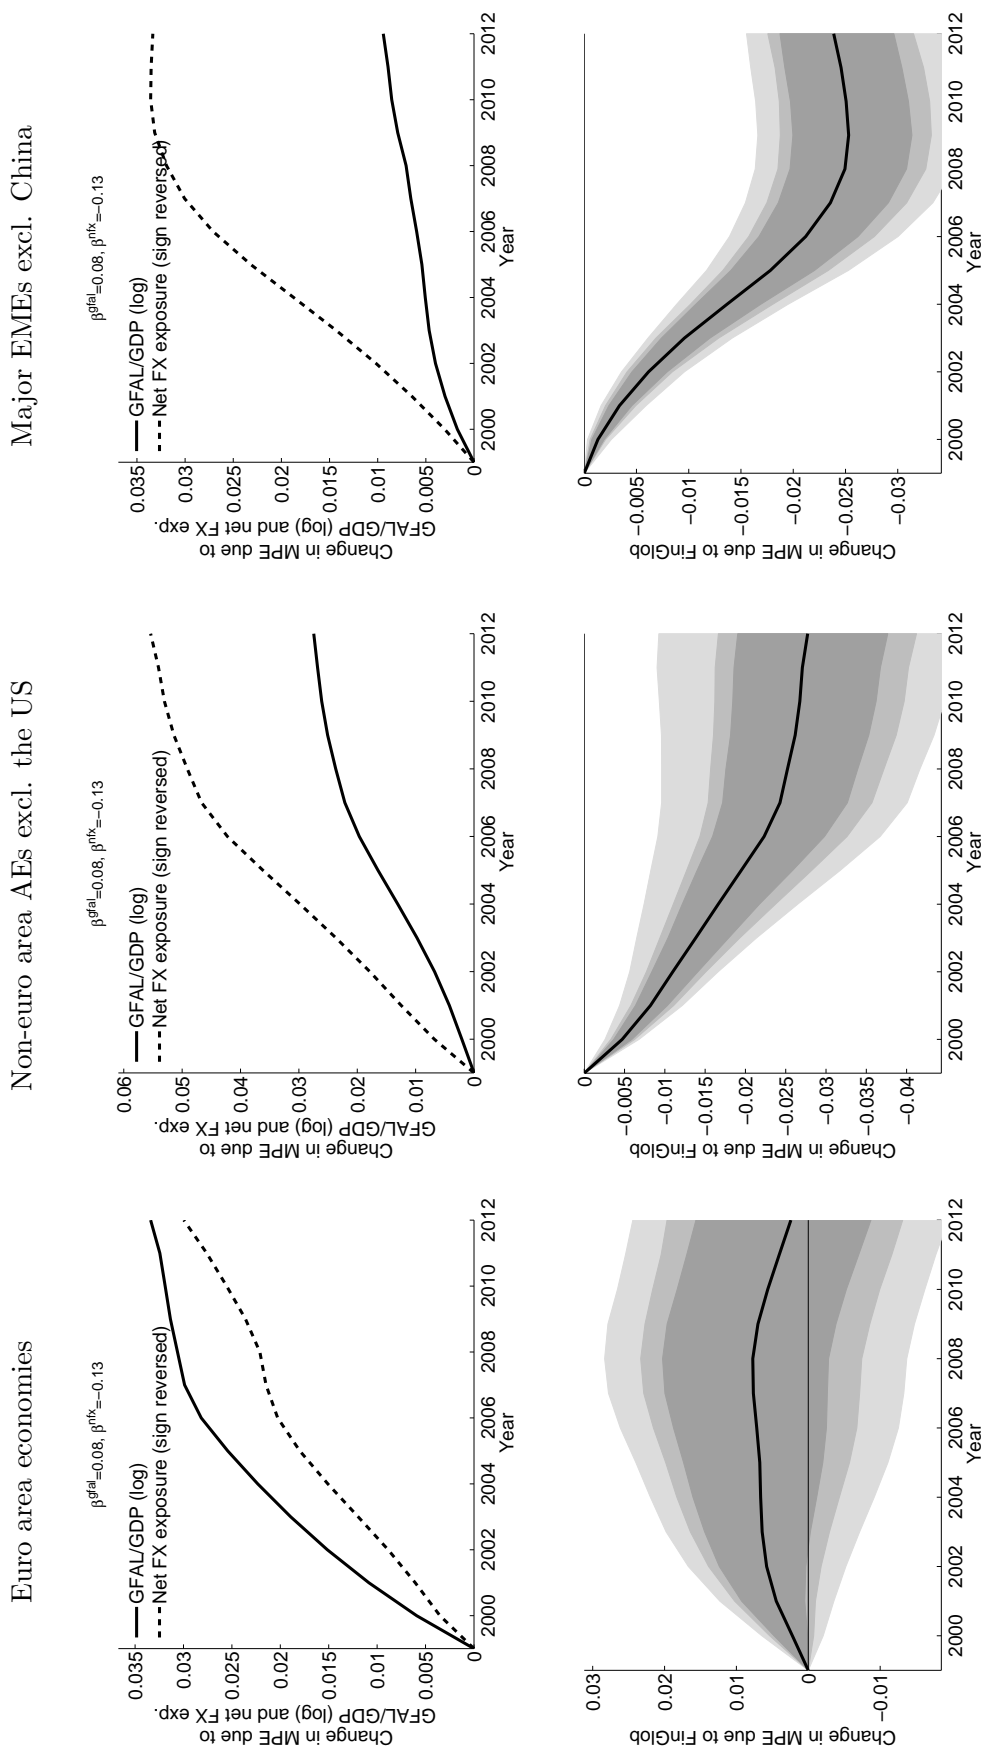 Euro area economies
β^gfal=0.08, β^nfx=−0.13
GFAL/GDP (log)
Net FX exposure (sign reversed)
Change in MPE due to
GFAL/GDP (log) and net FX exp.
0.035
0.03
0.025
0.02
0.015
0.01
0.005
0
2000 2002 2004 2006 2008 2010 2012
Year
Change in MPE due to FinGlob
0.03
0.02
0.01
0
−0.01
2000 2002 2004 2006 2008 2010 2012
Year
Non-euro area AEs excl. the US
β^gfal=0.08, β^nfx=−0.13
GFAL/GDP (log)
Net FX exposure (sign reversed)
Change in MPE due to
GFAL/GDP (log) and net FX exp.
0.06
0.05
0.04
0.03
0.02
0.01
0
2000 2002 2004 2006 2008 2010 2012
Year
Change in MPE due to FinGlob
0
−0.005
−0.01
−0.015
−0.02
−0.025
−0.03
−0.035
−0.04
2000 2002 2004 2006 2008 2010 2012
Year
Major EMEs excl. China
β^gfal=0.08, β^nfx=−0.13
GFAL/GDP (log)
Net FX exposure (sign reversed)
Change in MPE due to
GFAL/GDP (log) and net FX exp.
0.035
0.03
0.025
0.02
0.015
0.01
0.005
0
2000 2002 2004 2006 2008 2010 2012
Year
Change in MPE due to FinGlob
0
−0.005
−0.01
−0.015
−0.02
−0.025
−0.03
2000 2002 2004 2006 2008 2010 2012
Year